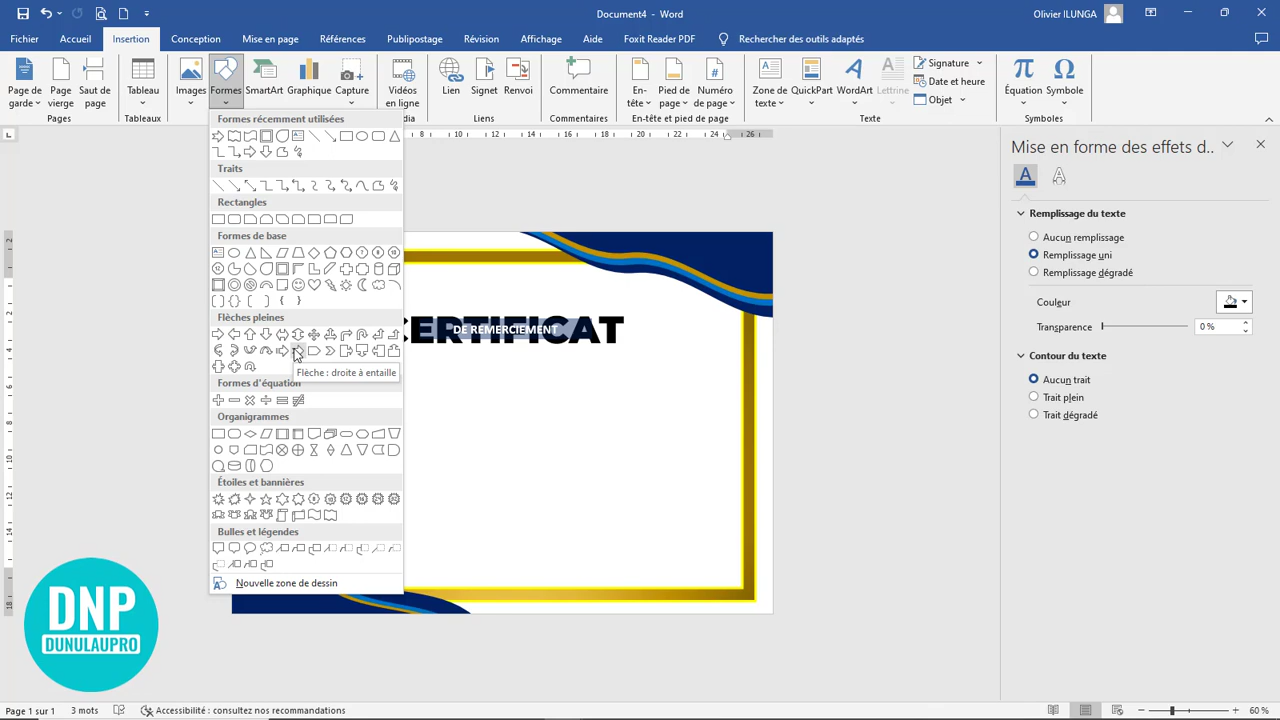 Document4 - Word
Olivier ILUNGA
Fichier Accueil Insertion Conception Mise en page Références Publipostage Révision Affichage Aide Foxit Reader PDF Rechercher des outils adaptés
Page de garde
Page vierge
Saut de page
Pages
Tableau
Tableaux
Images
Formes
SmartArt
Graphique
Capture
Vidéos en ligne
Lien
Signet
Renvoi
Liens
Commentaire
Commentaires
En-tête
Pied de page
Numéro de page
En-tête et pied de page
Zone de texte
QuickPart
WordArt
Lettrine
Signature
Date et heure
Objet
Texte
Équation
Symbole
Symboles
Formes récemment utilisées
Traits
Rectangles
Formes de base
Flèches pleines
Flèche : droite à entaille
Formes d'équation
Organigrammes
Étoiles et bannières
Bulles et légendes
Nouvelle zone de dessin
CERTIFICAT
DE REMERCIEMENT
Mise en forme des effets d..
Remplissage du texte
Aucun remplissage
Remplissage uni
Remplissage dégradé
Couleur
Transparence 0 %
Contour du texte
Aucun trait
Trait plein
Trait dégradé
DNP
DUNULAUPRO
Page 1 sur 1 3 mots Accessibilité : consultez nos recommandations 60 %